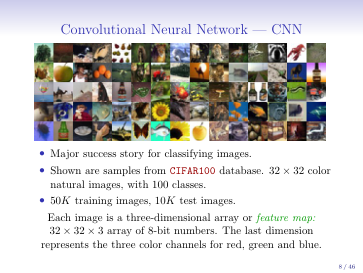 Convolutional Neural Network — CNN
• Major success story for classifying images.
• Shown are samples from CIFAR100 database. 32 × 32 color
natural images, with 100 classes.
• 50K training images, 10K test images.
Each image is a three-dimensional array or feature map:
32 × 32 × 3 array of 8-bit numbers. The last dimension
represents the three color channels for red, green and blue.
8 / 46